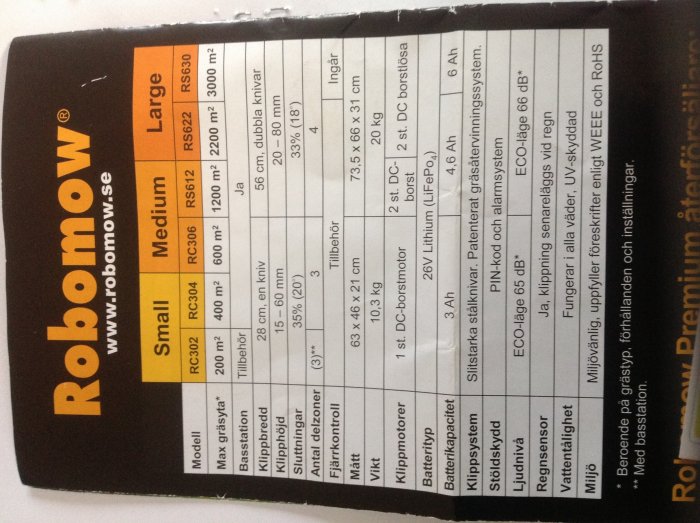 Robomow®
www.robomow.se
Small Medium Large
Modell RC302 RC304 RC306 RS612 RS622 RS630
Max gräsyta* 200 m² 400 m² 600 m² 1200 m² 2200 m² 3000 m²
Basstation Tillbehör Ja
Klippbredd 28 cm, en kniv 56 cm, dubbla knivar
Klipphöjd 15 – 60 mm 20 – 80 mm
Sluttningar 35% (20˚) 33% (18˚)
Antal delzoner (3)** 3 4
Fjärrkontroll Tillbehör Ingår
Mått 63 x 46 x 21 cm 73,5 x 66 x 31 cm
Vikt 10,3 kg 20 kg
Klippmotorer 1 st. DC-borstmotor 2 st. DC-borst 2 st. DC borstlösa
Batterityp 26V Lithium (LiFePo₄)
Batterikapacitet 3 Ah 4,6 Ah 6 Ah
Klippsystem Slitstarka stålknivar. Patenterat gräsåtervinningssystem.
Stöldskydd PIN-kod och alarmsystem
Ljudnivå ECO-läge 65 dB* ECO-läge 66 dB*
Regnsensor Ja, klippning senareläggs vid regn
Vattentålighet Fungerar i alla väder, UV-skyddad
Miljö Miljövänlig, uppfyller föreskrifter enligt WEEE och RoHS
* Beroende på grästyp, förhållanden och inställningar.
** Med basstation.
Premium